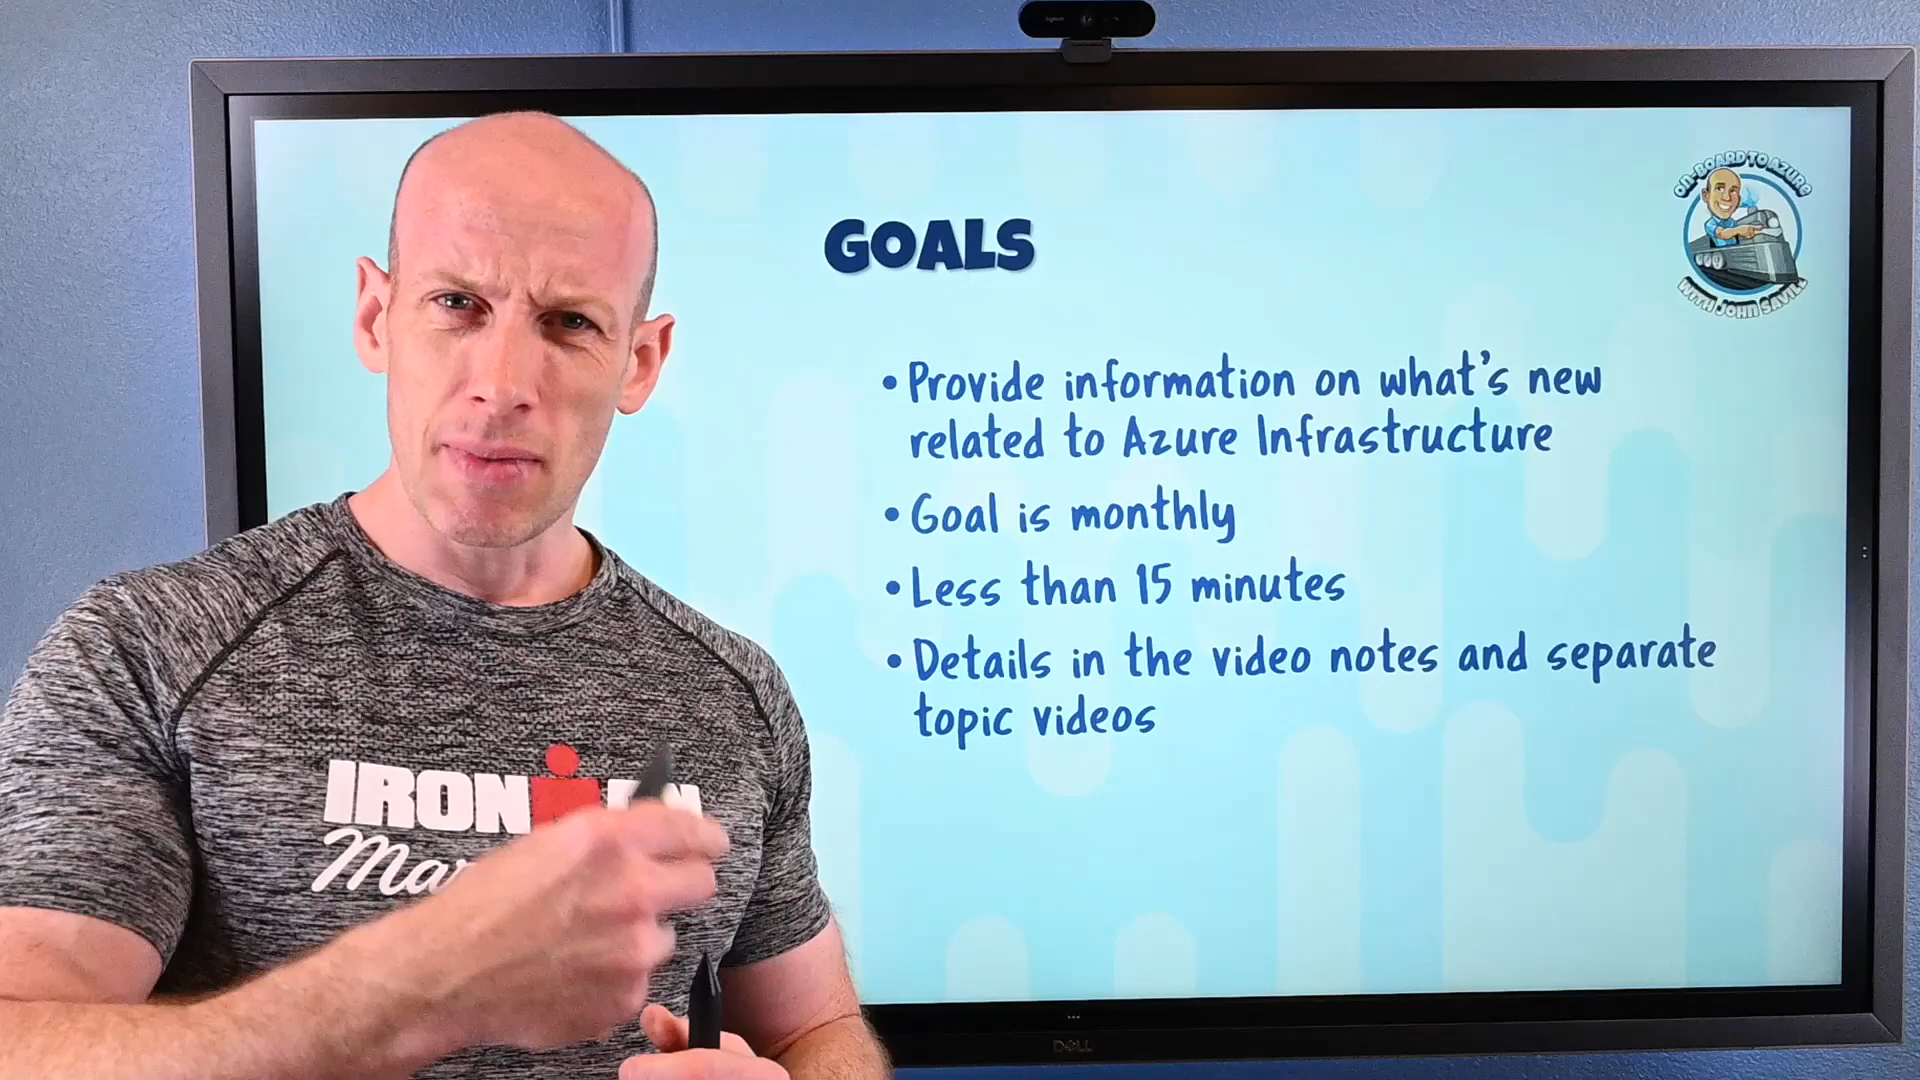 ON-BOARD TO AZURE
WITH JOHN SAVILL
GOALS
• Provide information on what's new
related to Azure Infrastructure
• Goal is monthly
• Less than 15 minutes
• Details in the video notes and separate
topic videos
IRON
DELL